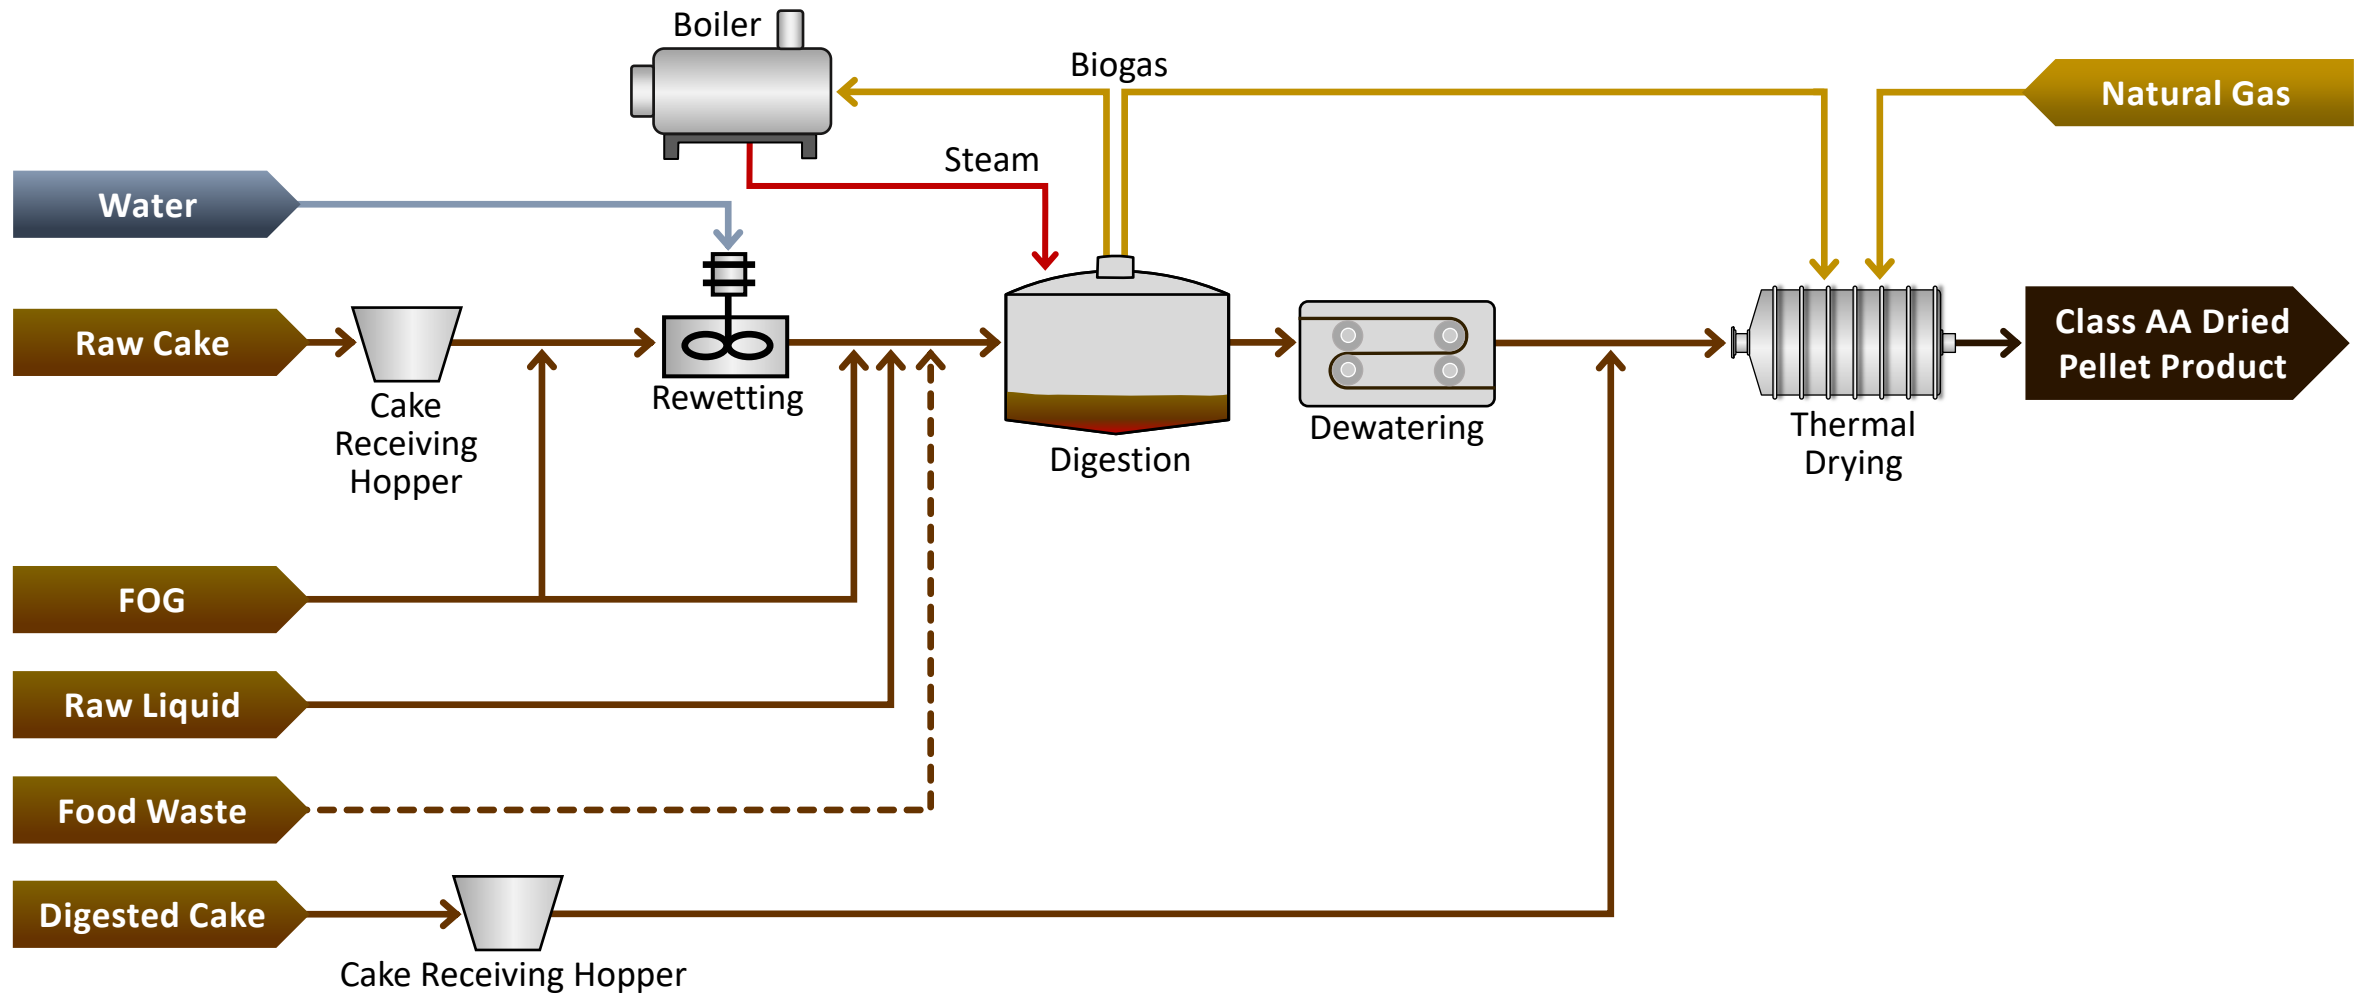 Boiler
Biogas
Natural Gas
Steam
Water
Raw Cake
Class AA Dried
Pellet Product
Cake
Receiving
Hopper
Rewetting
Digestion
Dewatering
Thermal
Drying
FOG
Raw Liquid
Food Waste
Digested Cake
Cake Receiving Hopper